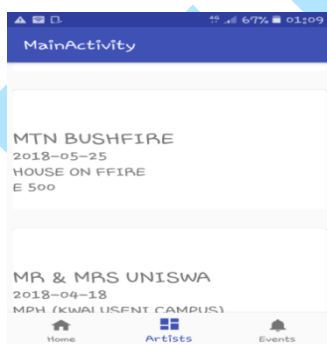 67% 01:09
MainActivity
MTN BUSHFIRE
2018-05-25
HOUSE ON FFIRE
E 500
MR & MRS UNISWA
2018-04-18
MPH (KWALUSENI CAMPUS)
Home Artists Events